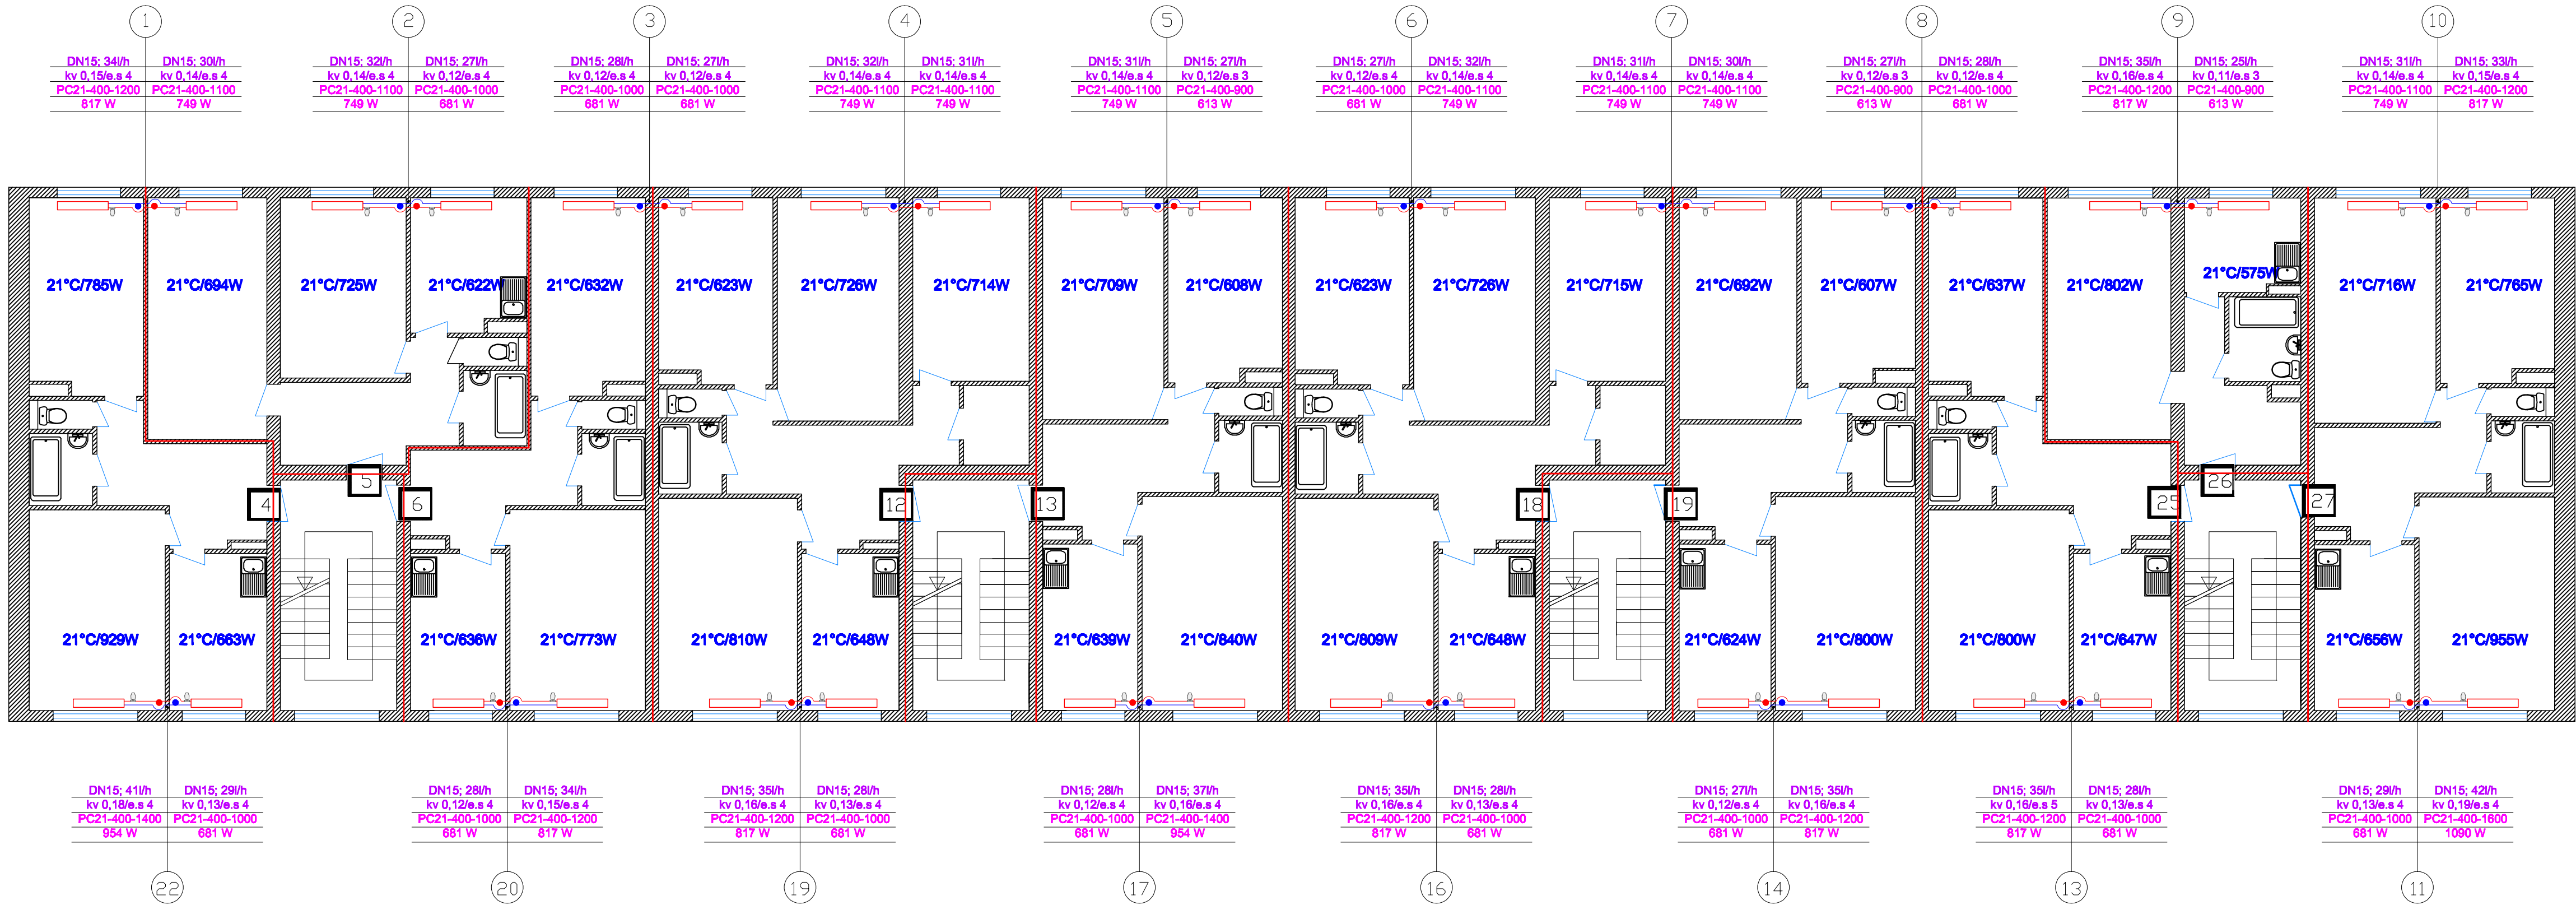 1 2 3 4 5 6 7 8 9 10
DN15; 34l/h DN15; 30l/h
kv 0,15/e.s 4 kv 0,14/e.s 4
PC21-400-1200 PC21-400-1100
817 W 749 W
DN15; 32l/h DN15; 27l/h
kv 0,14/e.s 4 kv 0,12/e.s 4
PC21-400-1100 PC21-400-1000
749 W 681 W
DN15; 28l/h DN15; 27l/h
kv 0,12/e.s 4 kv 0,12/e.s 4
PC21-400-1000 PC21-400-1000
681 W 681 W
DN15; 32l/h DN15; 31l/h
kv 0,14/e.s 4 kv 0,14/e.s 4
PC21-400-1100 PC21-400-1100
749 W 749 W
DN15; 31l/h DN15; 27l/h
kv 0,14/e.s 4 kv 0,12/e.s 3
PC21-400-1100 PC21-400-900
749 W 613 W
DN15; 27l/h DN15; 32l/h
kv 0,12/e.s 4 kv 0,14/e.s 4
PC21-400-1000 PC21-400-1100
681 W 749 W
DN15; 31l/h DN15; 30l/h
kv 0,14/e.s 4 kv 0,14/e.s 4
PC21-400-1100 PC21-400-1100
749 W 749 W
DN15; 27l/h DN15; 28l/h
kv 0,12/e.s 3 kv 0,12/e.s 4
PC21-400-900 PC21-400-1000
613 W 681 W
DN15; 35l/h DN15; 25l/h
kv 0,16/e.s 4 kv 0,11/e.s 3
PC21-400-1200 PC21-400-900
817 W 613 W
DN15; 31l/h DN15; 33l/h
kv 0,14/e.s 4 kv 0,15/e.s 4
PC21-400-1100 PC21-400-1200
749 W 817 W
21°C/785W 21°C/694W 21°C/725W 21°C/622W 21°C/632W 21°C/623W 21°C/726W 21°C/714W 21°C/709W 21°C/608W 21°C/623W 21°C/726W 21°C/715W 21°C/692W 21°C/607W 21°C/637W 21°C/802W 21°C/575W 21°C/716W 21°C/765W
4 5 6 12 13 18 19 25 26 27
21°C/929W 21°C/663W 21°C/636W 21°C/773W 21°C/810W 21°C/648W 21°C/639W 21°C/840W 21°C/809W 21°C/648W 21°C/624W 21°C/800W 21°C/800W 21°C/647W 21°C/656W 21°C/955W
DN15; 41l/h DN15; 29l/h
kv 0,18/e.s 4 kv 0,13/e.s 4
PC21-400-1400 PC21-400-1000
954 W 681 W
DN15; 28l/h DN15; 34l/h
kv 0,12/e.s 4 kv 0,15/e.s 4
PC21-400-1000 PC21-400-1200
681 W 817 W
DN15; 35l/h DN15; 28l/h
kv 0,16/e.s 4 kv 0,13/e.s 4
PC21-400-1200 PC21-400-1000
817 W 681 W
DN15; 28l/h DN15; 37l/h
kv 0,12/e.s 4 kv 0,16/e.s 4
PC21-400-1000 PC21-400-1400
681 W 954 W
DN15; 35l/h DN15; 28l/h
kv 0,16/e.s 4 kv 0,13/e.s 4
PC21-400-1200 PC21-400-1000
817 W 681 W
DN15; 27l/h DN15; 35l/h
kv 0,12/e.s 4 kv 0,16/e.s 4
PC21-400-1000 PC21-400-1200
681 W 817 W
DN15; 35l/h DN15; 28l/h
kv 0,16/e.s 5 kv 0,13/e.s 4
PC21-400-1200 PC21-400-1000
817 W 681 W
DN15; 29l/h DN15; 42l/h
kv 0,13/e.s 4 kv 0,19/e.s 4
PC21-400-1000 PC21-400-1600
681 W 1090 W
22 20 19 17 16 14 13 11